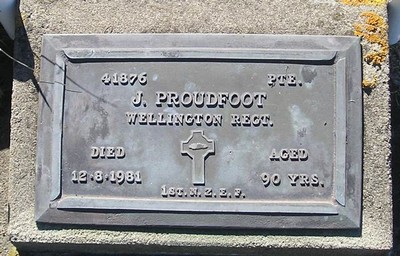 41876 PTE.
J. PROUDFOOT
WELLINGTON REGT.
DIED AGED
12·8·1981 90 YRS.
1ST. N. Z. E. F.